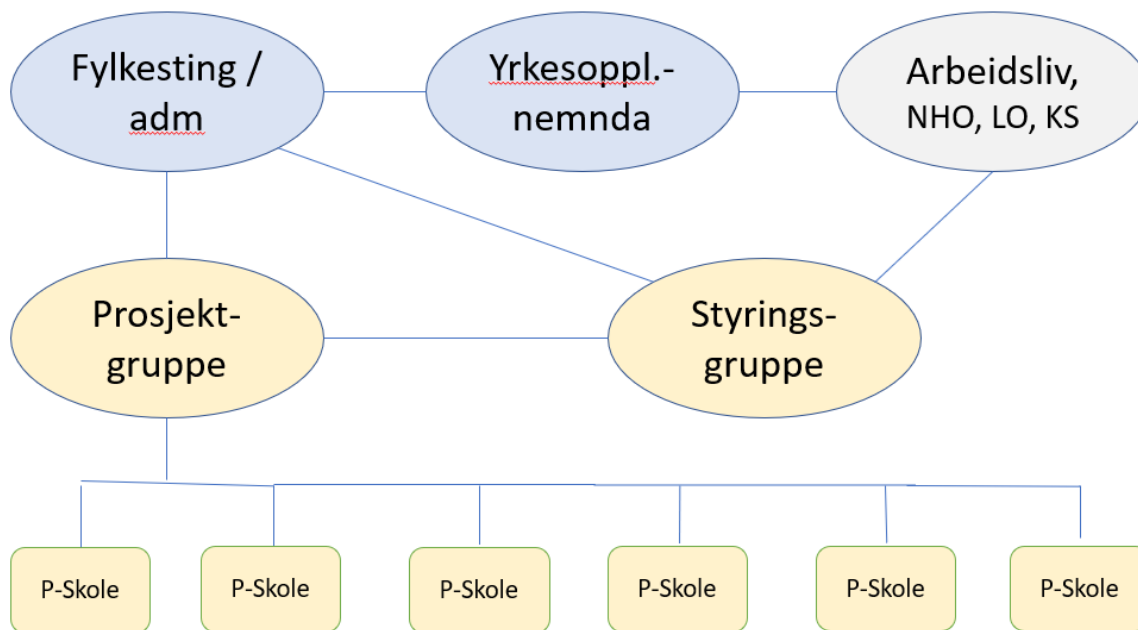 Fylkesting /
adm
Yrkesoppl.-
nemnda
Arbeidsliv,
NHO, LO, KS
Prosjekt-
gruppe
Styrings-
gruppe
P-Skole
P-Skole
P-Skole
P-Skole
P-Skole
P-Skole